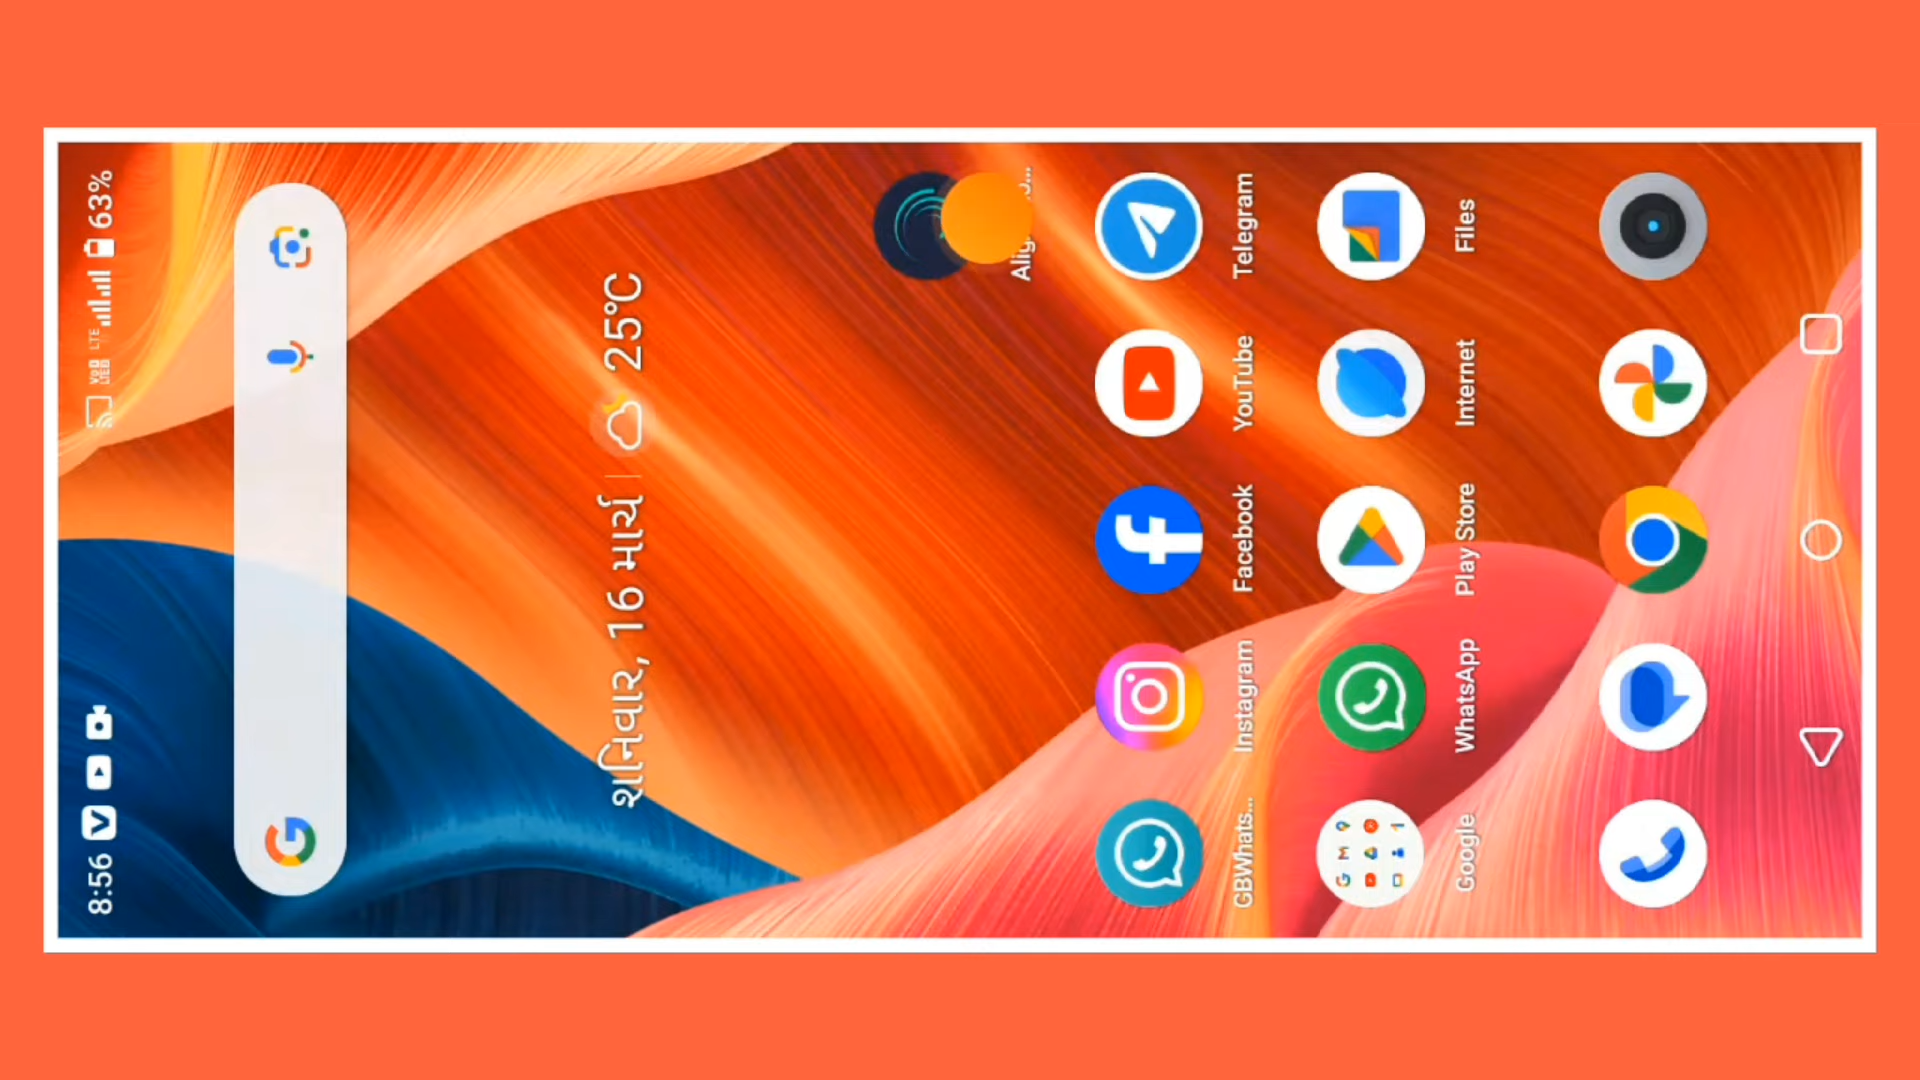 8:56
63%
શનિવાર, 16 માર્ચ | 25°C
GBWhats...
Instagram
Facebook
YouTube
Telegram
Google
WhatsApp
Play Store
Internet
Files